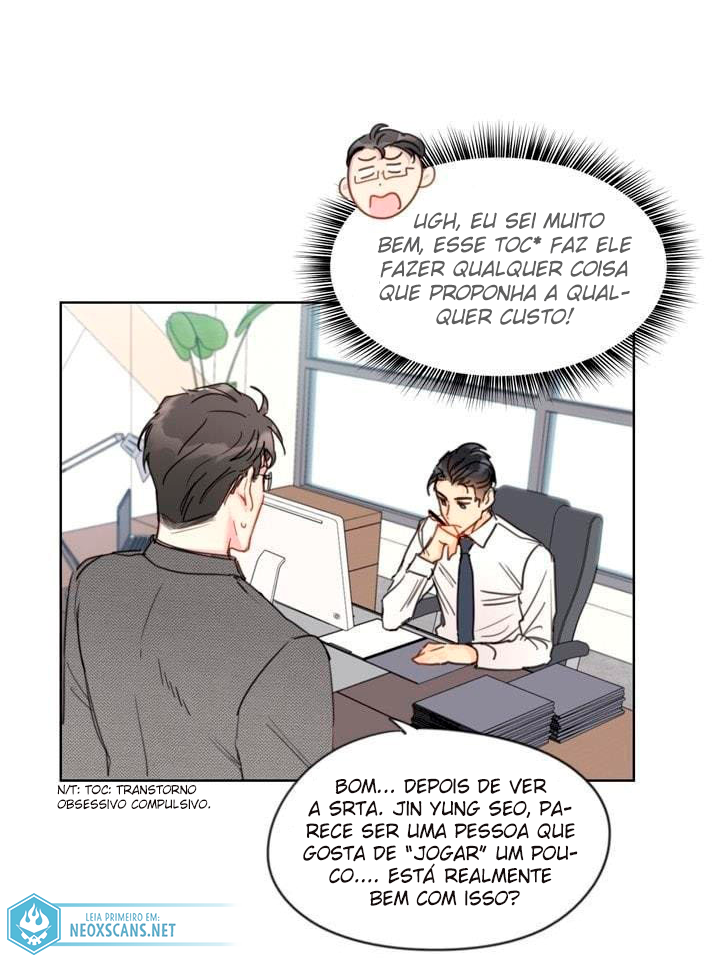 UGH, EU SEI MUITO
BEM, ESSE TOC* FAZ ELE
FAZER QUALQUER COISA
QUE PROPONHA A QUAL-
QUER CUSTO!
N/T: TOC: TRANSTORNO
OBSESSIVO COMPULSIVO.
BOM... DEPOIS DE VER
A SRTA. JIN YUNG SEO, PA-
RECE SER UMA PESSOA QUE
GOSTA DE "JOGAR" UM POU-
CO.... ESTÁ REALMENTE
BEM COM ISSO?
LEIA PRIMEIRO EM:
NEOXSCANS.NET